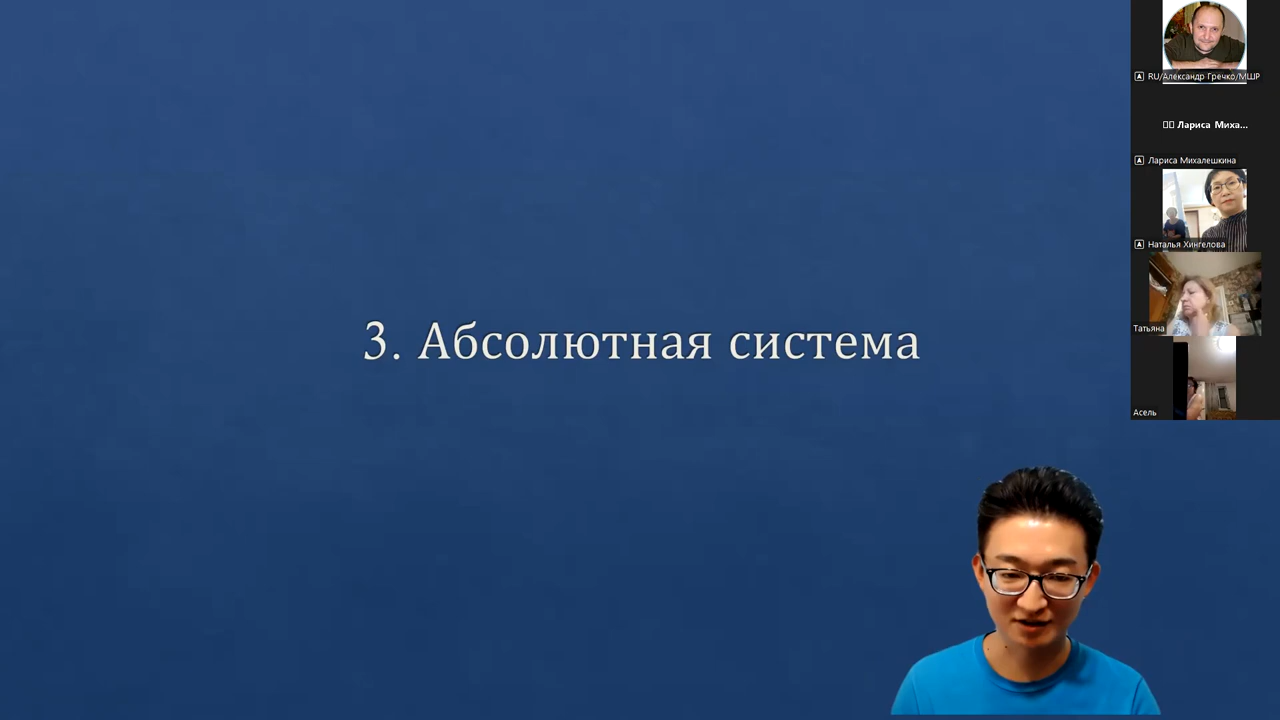 3. Абсолютная система
RU/Александр Гречко/МШР
Лариса Миха...
Лариса Михалешкина
Наталья Хингелова
Татьяна
Асель